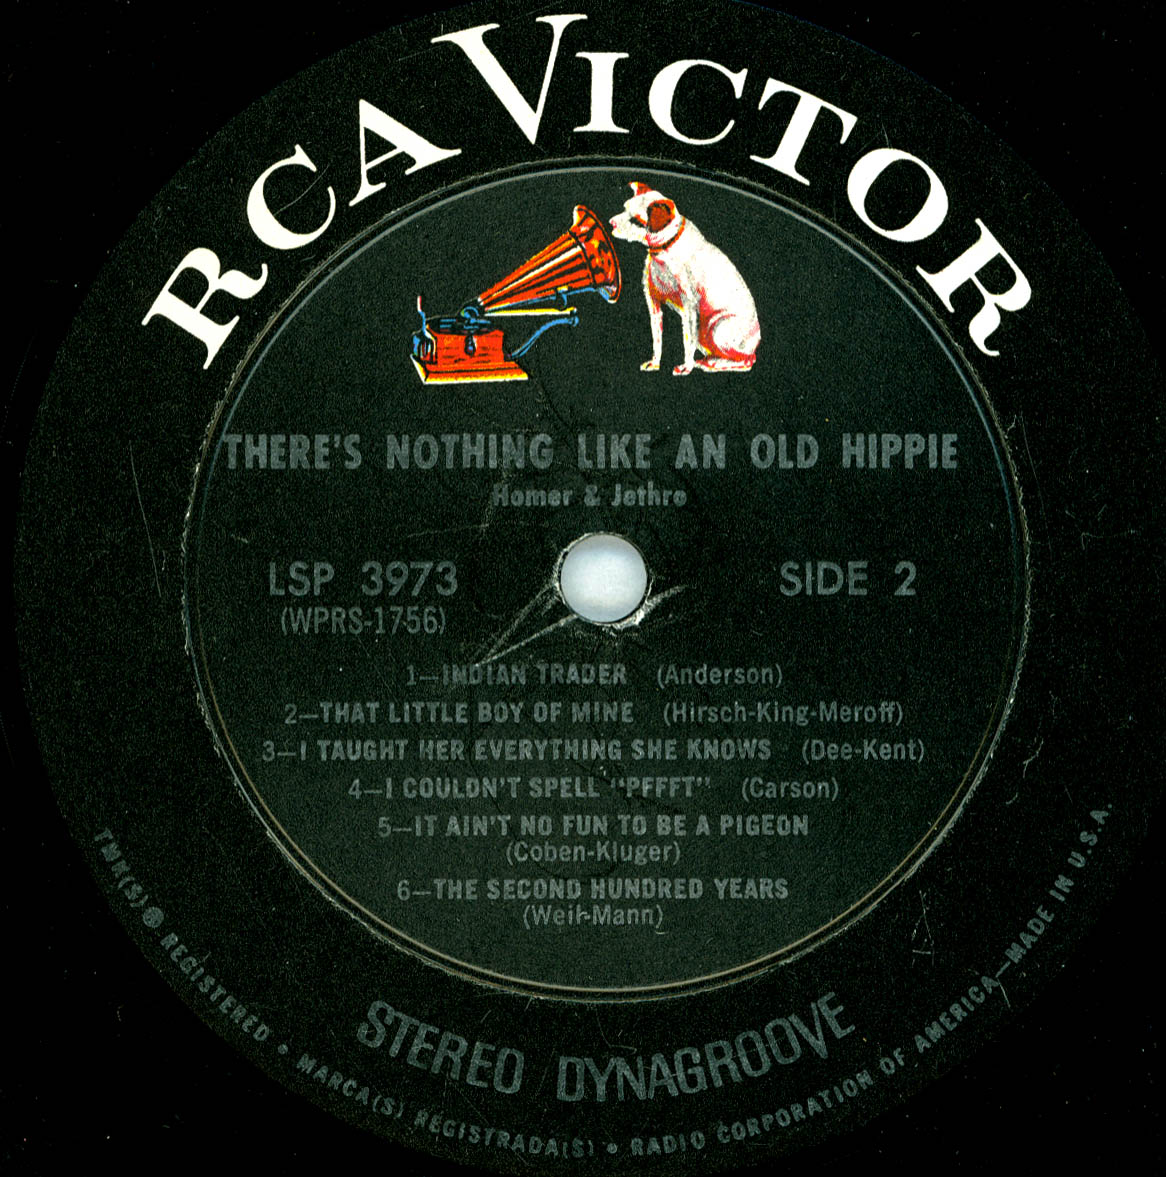 RCA VICTOR
THERE'S NOTHING LIKE AN OLD HIPPIE
Homer & Jethro
LSP 3973
(WPRS-1756)
SIDE 2
1—INDIAN TRADER (Anderson)
2—THAT LITTLE BOY OF MINE (Hirsch-King-Meroff)
3—I TAUGHT HER EVERYTHING SHE KNOWS (Dee-Kent)
4—I COULDN'T SPELL "PFFFT" (Carson)
5—IT AIN'T NO FUN TO BE A PIGEON
(Coben-Kluger)
6—THE SECOND HUNDRED YEARS
(Weil-Mann)
STEREO DYNAGROOVE
TMK(S) ® REGISTERED • MARCA(S) REGISTRADA(S) • RADIO CORPORATION OF AMERICA—MADE IN U.S.A.